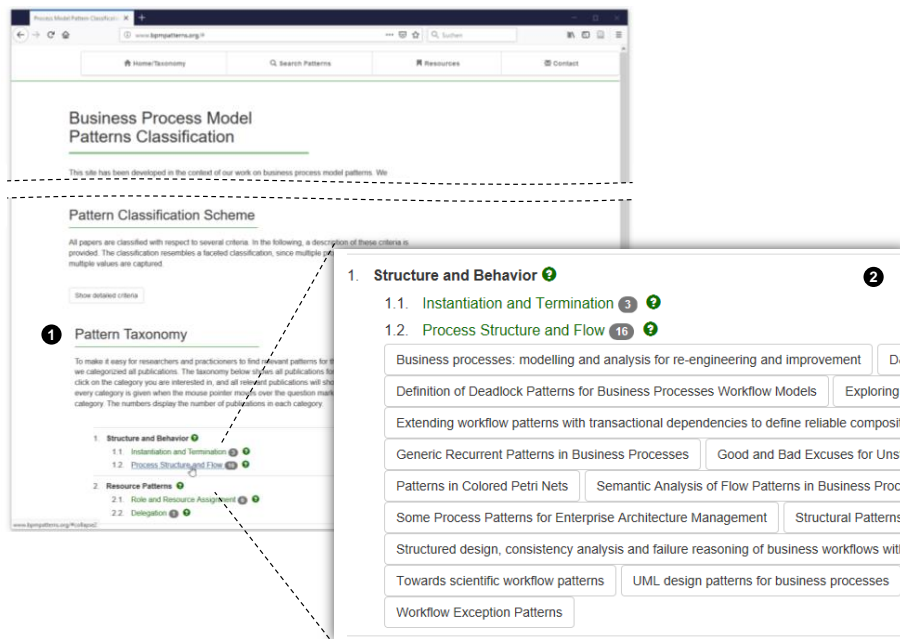 Process Model Pattern Classificati
www.bpmpatterns.org/#
Suchen
Home/Taxonomy
Search Patterns
Resources
Contact
Business Process Model
Patterns Classification
This site has been developed in the context of our work on business process model patterns. We
Pattern Classification Scheme
All papers are classified with respect to several criteria. In the following, a description of these criteria is
provided. The classification resembles a faceted classification, since multiple
multiple values are captured.
Show detailed criteria
1
Pattern Taxonomy
To make it easy for researchers and practicioners to find relevant patterns for
we categorizied all publications. The taxonomy below shows all publications for
click on the category you are interested in, and all relevant publications will
every category is given when the mouse pointer moves over the question mark
category. The numbers display the number of publications in each category.
1. Structure and Behavior ?
1.1. Instantiation and Termination 3 ?
1.2. Process Structure and Flow 16 ?
2. Resource Patterns ?
2.1. Role and Resource Assignment 6 ?
2.2. Delegation 1 ?
www.bpmpatterns.org/#collapse2
2
1. Structure and Behavior ?
1.1. Instantiation and Termination 3 ?
1.2. Process Structure and Flow 16 ?
Business processes: modelling and analysis for re-engineering and improvement
Definition of Deadlock Patterns for Business Processes Workflow Models Exploring
Extending workflow patterns with transactional dependencies to define reliable composi
Generic Recurrent Patterns in Business Processes Good and Bad Excuses for Uns
Patterns in Colored Petri Nets Semantic Analysis of Flow Patterns in Business Proc
Some Process Patterns for Enterprise Architecture Management Structural Patterns
Structured design, consistency analysis and failure reasoning of business workflows wit
Towards scientific workflow patterns UML design patterns for business processes
Workflow Exception Patterns